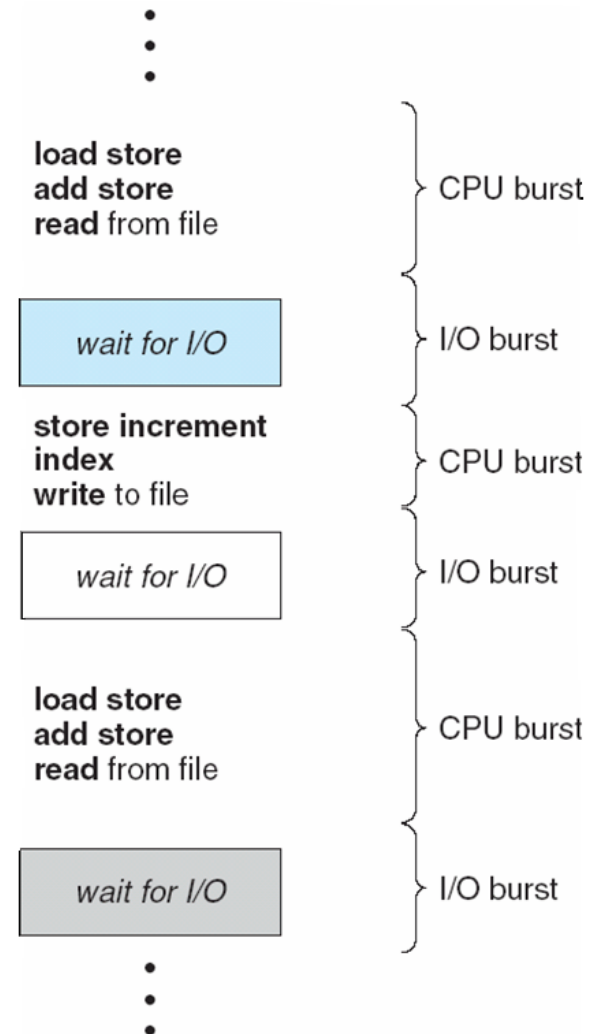 load store
add store
read from file
CPU burst
wait for I/O
I/O burst
store increment
index
write to file
CPU burst
wait for I/O
I/O burst
load store
add store
read from file
CPU burst
wait for I/O
I/O burst